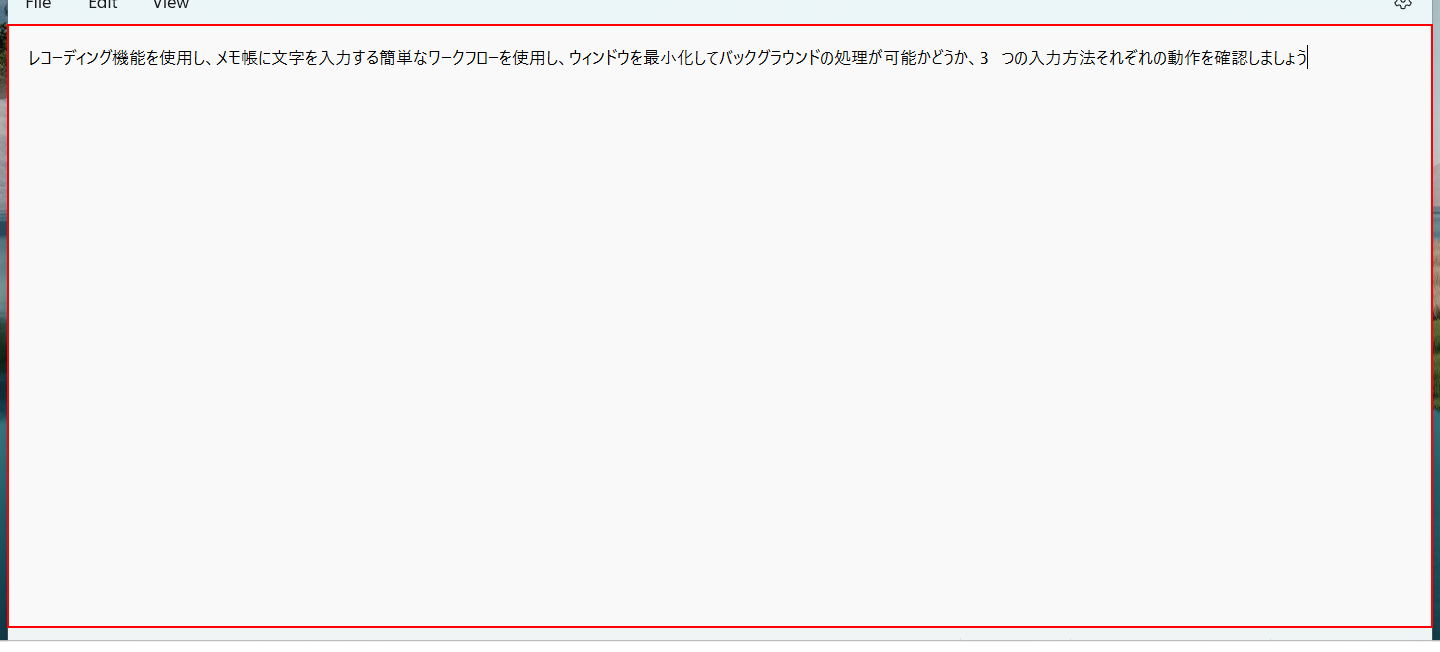 File Edit View
レコーディング機能を使用し、メモ帳に文字を入力する簡単なワークフローを使用し、ウィンドウを最小化してバックグラウンドの処理が可能かどうか、3 つの入力方法それぞれの動作を確認しましょう